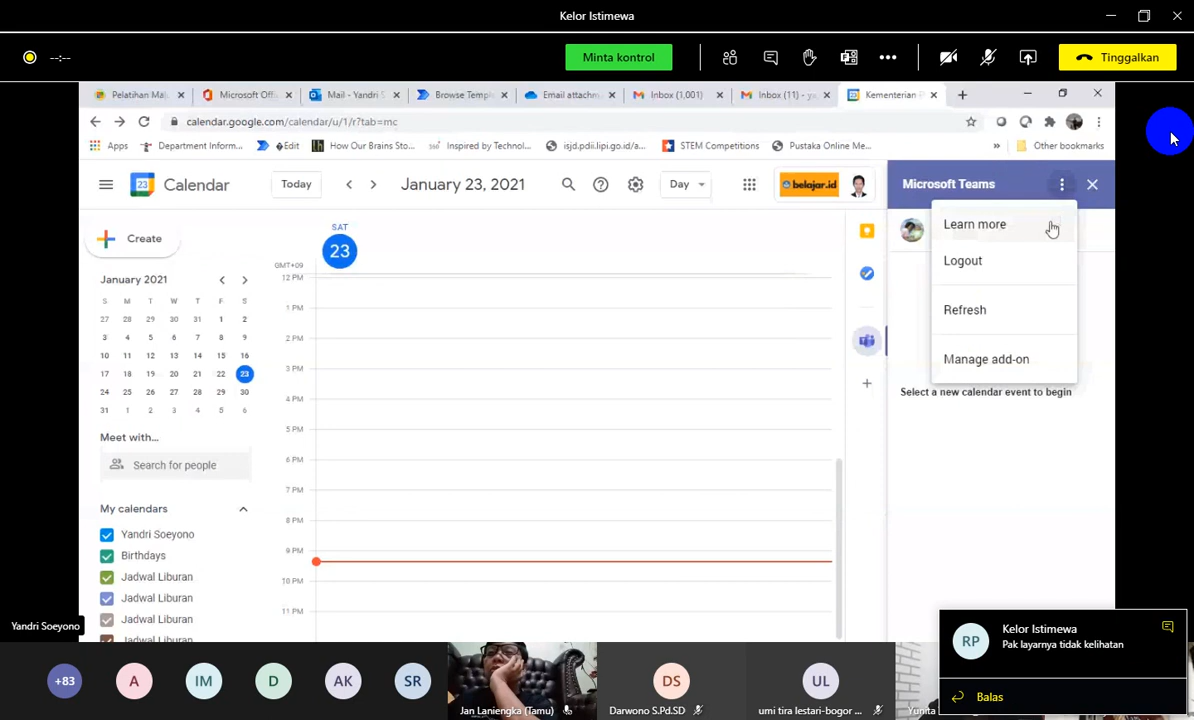 Kelor Istimewa
--:--
Minta kontrol
Tinggalkan
Pelatihan Ma
Microsoft Offi
Mail - Yandri S
Browse Templ
Email attachm
Inbox (1,001)
Inbox (11) - y
Kementerian P
calendar.google.com/calendar/u/1/r?tab=mc
Apps
Department Inform...
Edit
How Our Brains Sto...
Inspired by Technol...
isjd.pdii.lipi.go.id/a...
STEM Competitions
Pustaka Online Me...
»
Other bookmarks
23
Calendar
Today
January 23, 2021
Day
belajar.id
Microsoft Teams
Create
SAT
23
GMT+09
Learn more
Logout
Refresh
Manage add-on
Select a new calendar event to begin
January 2021
S M T W T F S
27 28 29 30 31 1 2
3 4 5 6 7 8 9
10 11 12 13 14 15 16
17 18 19 20 21 22 23
24 25 26 27 28 29 30
31 1 2 3 4 5 6
12 PM
1 PM
2 PM
3 PM
4 PM
5 PM
6 PM
7 PM
8 PM
9 PM
10 PM
11 PM
Meet with...
Search for people
My calendars
Yandri Soeyono
Birthdays
Jadwal Liburan
Jadwal Liburan
Jadwal Liburan
Jadwal Liburan
Yandri Soeyono
RP
Kelor Istimewa
Pak layarnya tidak kelihatan
Balas
+83
A
IM
D
AK
SR
Jan Laniengka (Tamu)
DS
Darwono S.Pd.SD
UL
umi tira lestari-bogor ...